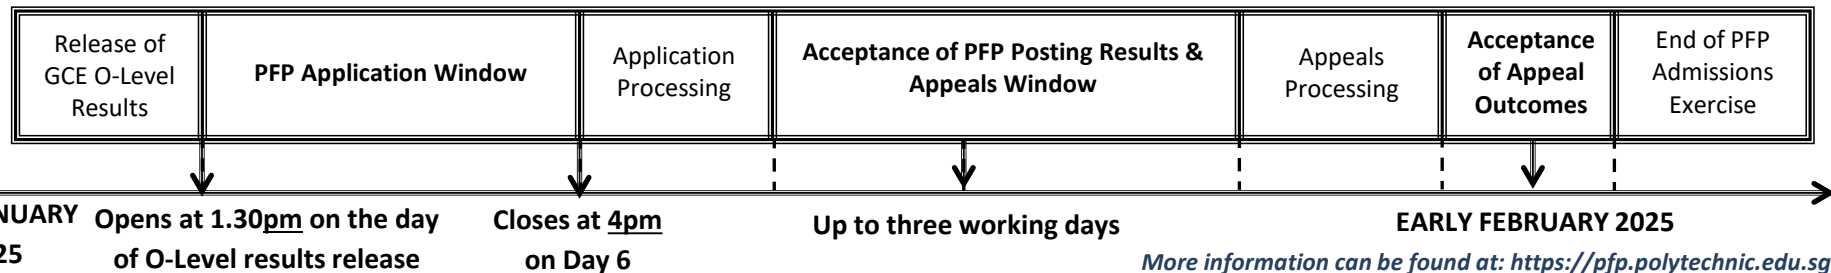 Release of
GCE O-Level
Results
PFP Application Window
Application
Processing
Acceptance of PFP Posting Results &
Appeals Window
Appeals
Processing
Acceptance
of Appeal
Outcomes
End of PFP
Admissions
Exercise
Opens at 1.30pm on the day
of O-Level results release
Closes at 4pm
on Day 6
Up to three working days
EARLY FEBRUARY 2025
More information can be found at: https://pfp.polytechnic.edu.sg